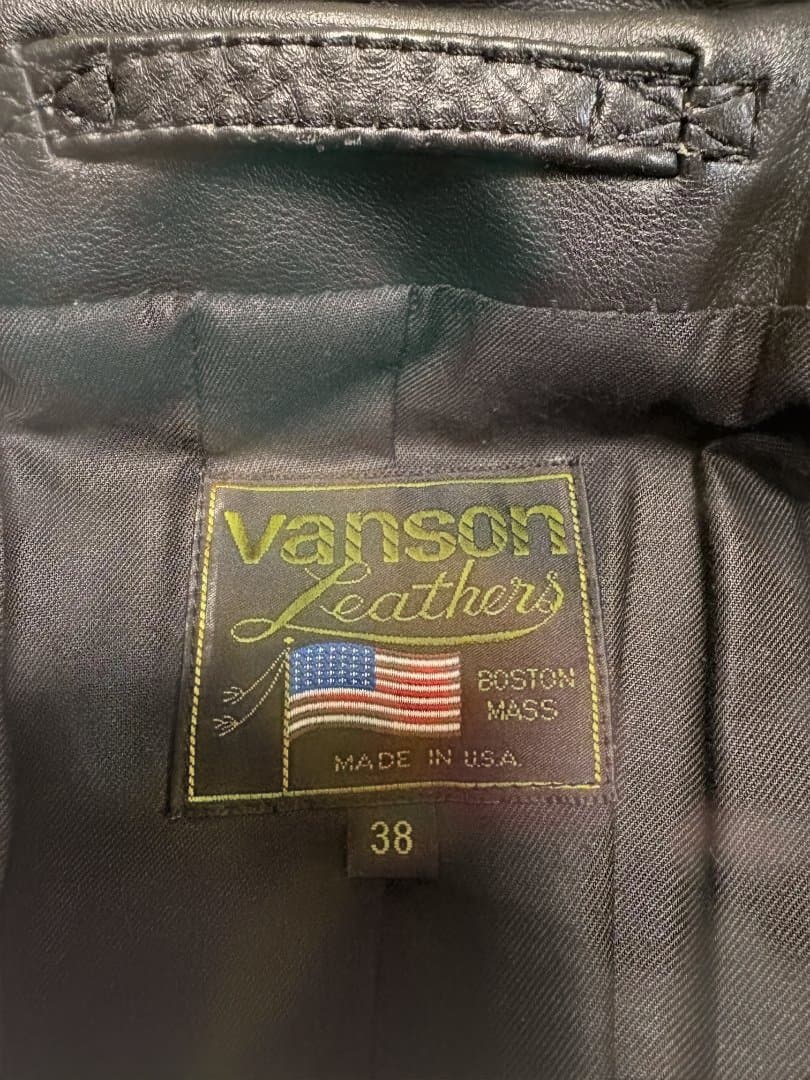 vanson
Leathers
BOSTON
MASS
MADE IN U.S.A.
38